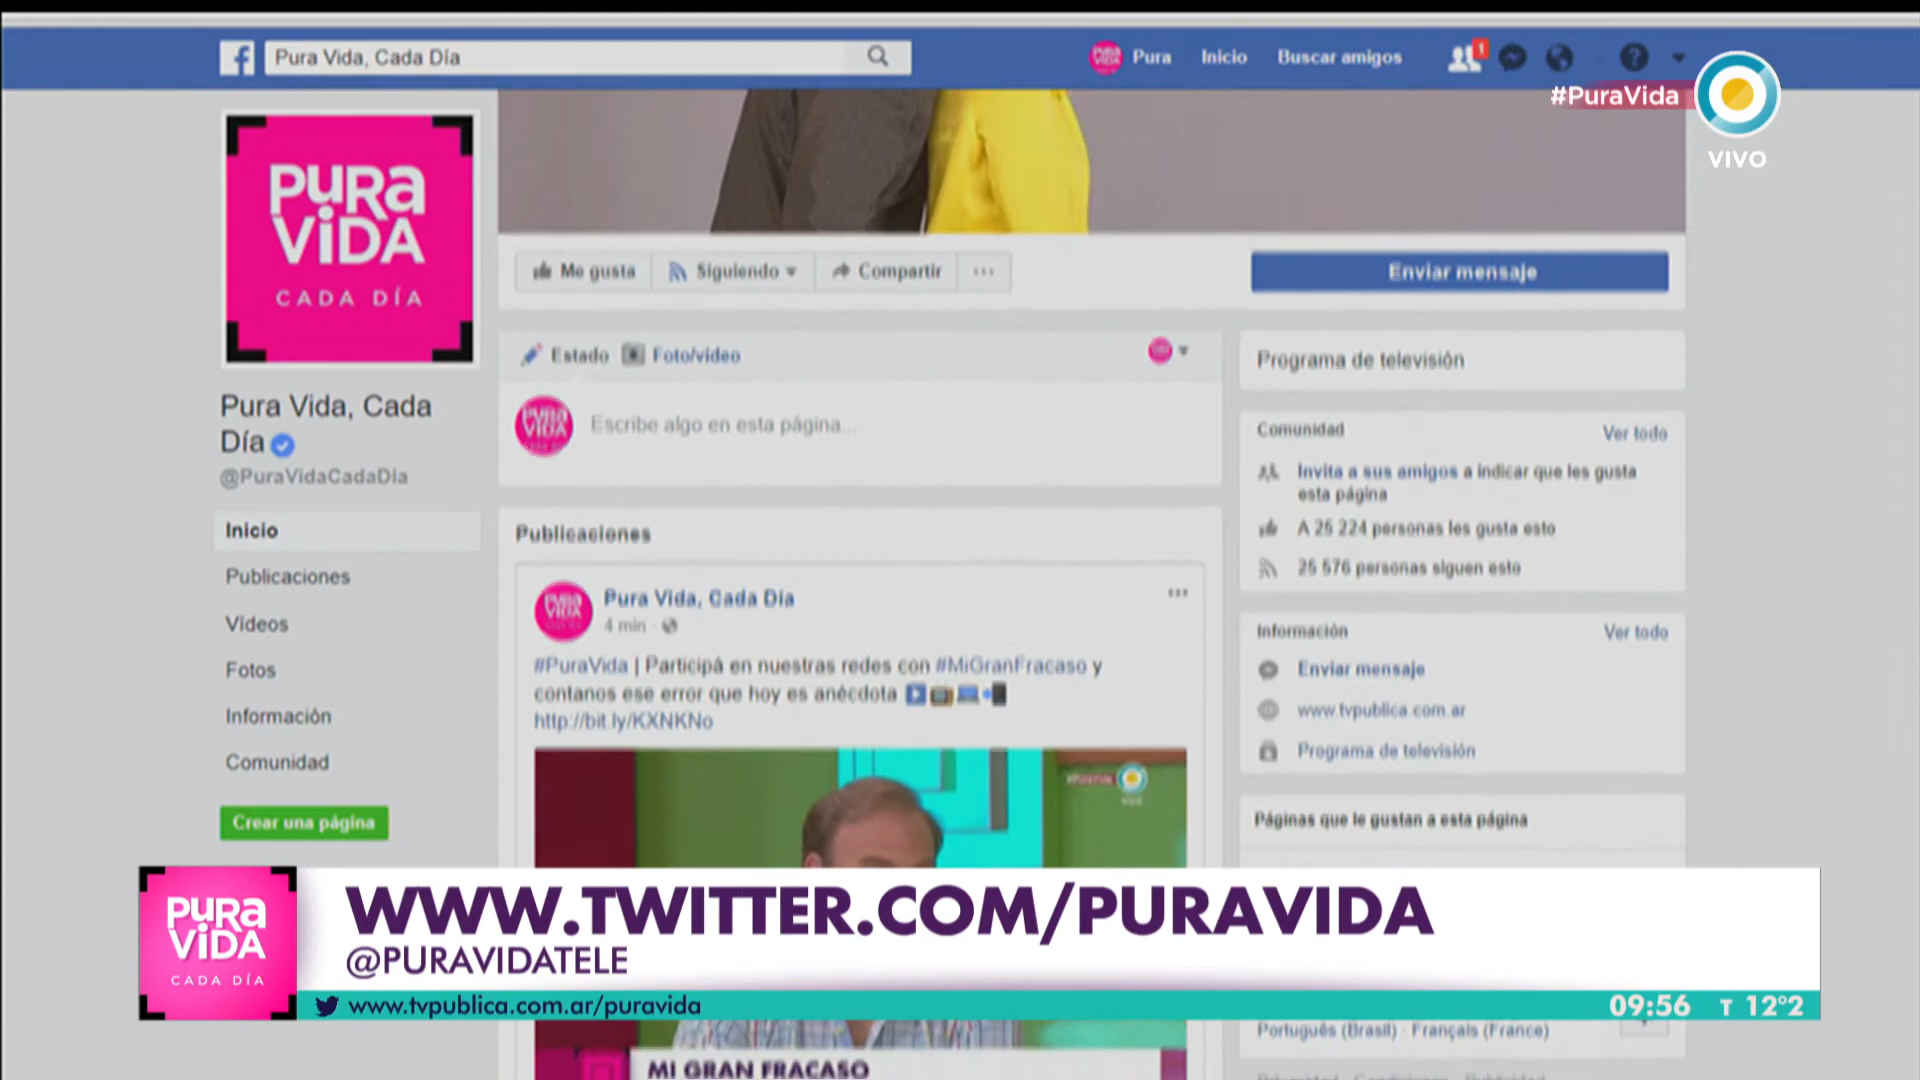 Pura Vida, Cada Día
Pura
Inicio
Buscar amigos
1
?
#PuraVida
VIVO
PURA
VIDA
CADA DÍA
Me gusta
Siguiendo
Compartir
Enviar mensaje
Estado
Foto/video
PURA VIDA
Escribe algo en esta página...
Pura Vida, Cada
Día
@PuraVidaCadaDia
Inicio
Publicaciones
Vídeos
Fotos
Información
Comunidad
Crear una página
Publicaciones
PURA VIDA
Pura Vida, Cada Día
4 min
#PuraVida | Participá en nuestras redes con #MiGranFracaso y
contanos ese error que hoy es anécdota
http://bit.ly/KXNKNo
VIVO
Programa de televisión
Comunidad
Ver todo
Invita a sus amigos a indicar que les gusta
esta página
A 25 224 personas les gusta esto
25 576 personas siguen esto
Información
Ver todo
Enviar mensaje
www.tvpublica.com.ar
Programa de televisión
Páginas que le gustan a esta página
PURA
VIDA
CADA DÍA
WWW.TWITTER.COM/PURAVIDA
@PURAVIDATELE
www.tvpublica.com.ar/puravida
09:56 T 12°2
Português (Brasil) · Français (France)
MI GRAN FRACASO